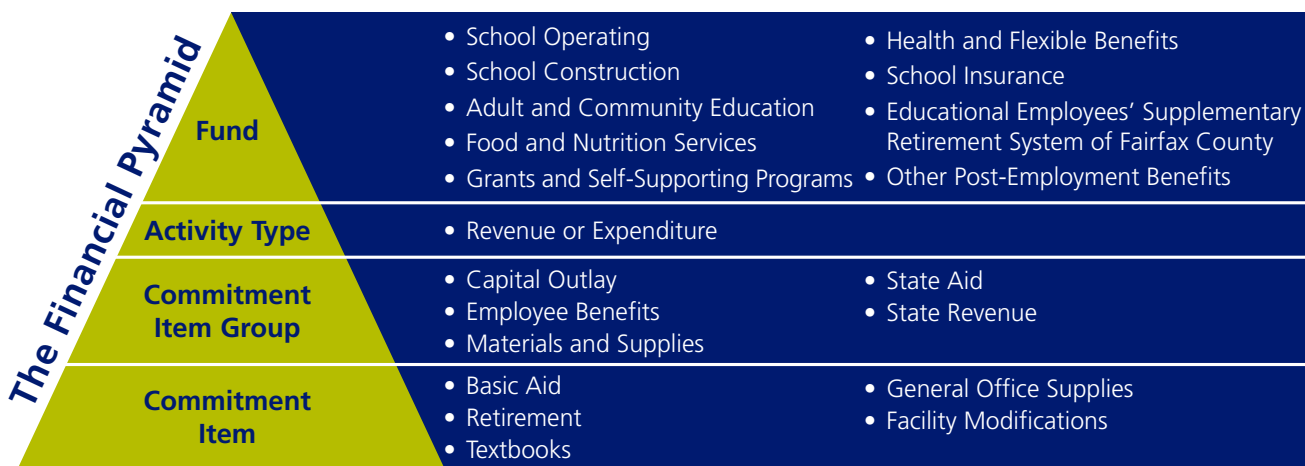 The Financial Pyramid
Fund
• School Operating
• School Construction
• Adult and Community Education
• Food and Nutrition Services
• Grants and Self-Supporting Programs
• Health and Flexible Benefits
• School Insurance
• Educational Employees’ Supplementary
Retirement System of Fairfax County
• Other Post-Employment Benefits
Activity Type
• Revenue or Expenditure
Commitment
Item Group
• Capital Outlay
• Employee Benefits
• Materials and Supplies
• State Aid
• State Revenue
Commitment
Item
• Basic Aid
• Retirement
• Textbooks
• General Office Supplies
• Facility Modifications